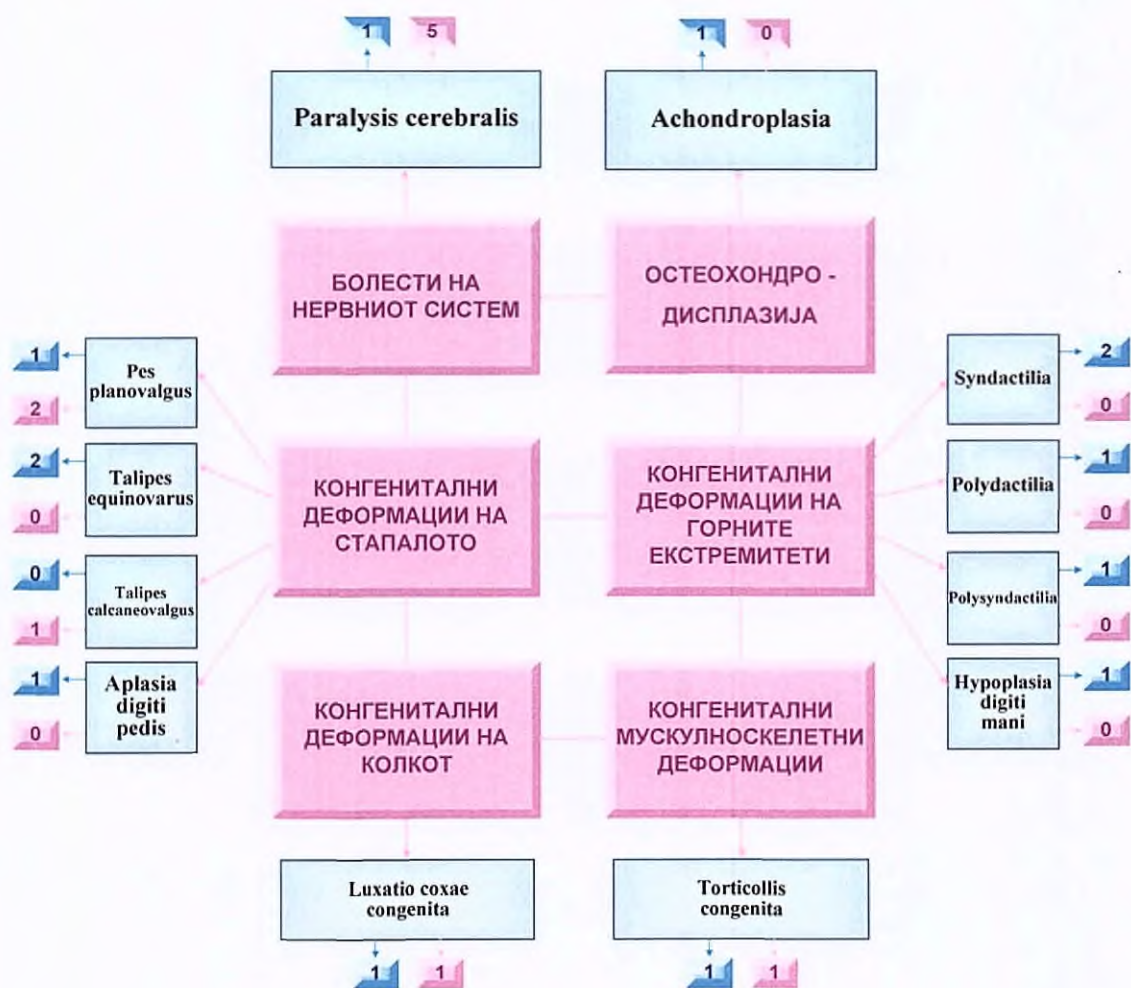 1 5
1 0
Paralysis cerebralis
Achondroplasia
БОЛЕСТИ НА
НЕРВНИОТ СИСТЕМ
ОСТЕОХОНДРО -
ДИСПЛАЗИЈА
1
Pes
planovalgus
2
2
Talipes
equinovarus
0
0
Talipes
calcaneovalgus
1
1
Aplasia
digiti
pedis
0
КОНГЕНИТАЛНИ
ДЕФОРМАЦИИ НА
СТАПАЛОТО
КОНГЕНИТАЛНИ
ДЕФОРМАЦИИ НА
ГОРНИТЕ
ЕКСТРЕМИТЕТИ
Syndactilia
2
0
Polydactilia
1
0
Polysyndactilia
1
0
Hypoplasia
digiti
mani
1
0
КОНГЕНИТАЛНИ
ДЕФОРМАЦИИ НА
КОЛКОТ
КОНГЕНИТАЛНИ
МУСКУЛНОСКЕЛЕТНИ
ДЕФОРМАЦИИ
Luxatio coxae
congenita
Torticollis
congenita
1 1
1 1